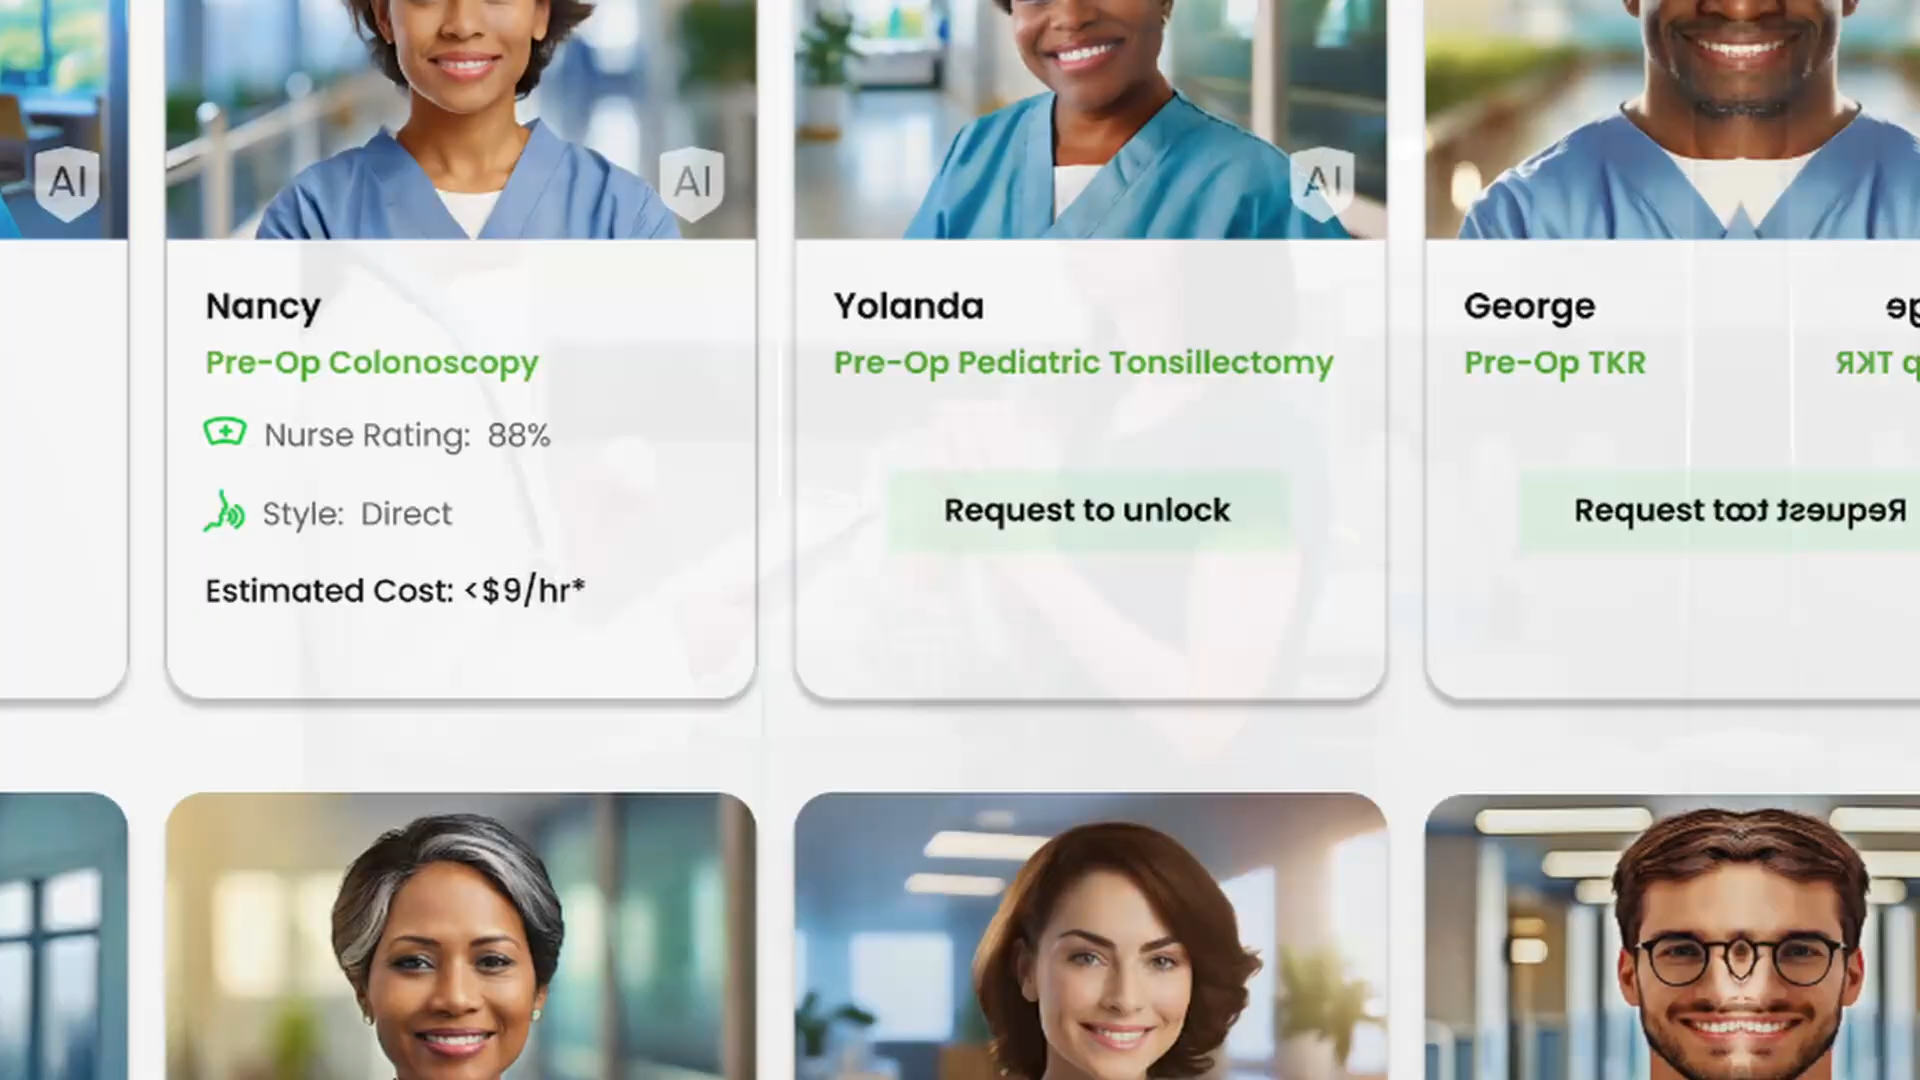 AI
AI
AI
Nancy
Pre-Op Colonoscopy
Nurse Rating: 88%
Style: Direct
Estimated Cost: <$9/hr*
Yolanda
Pre-Op Pediatric Tonsillectomy
Request to unlock
George
Pre-Op TKR
Request to